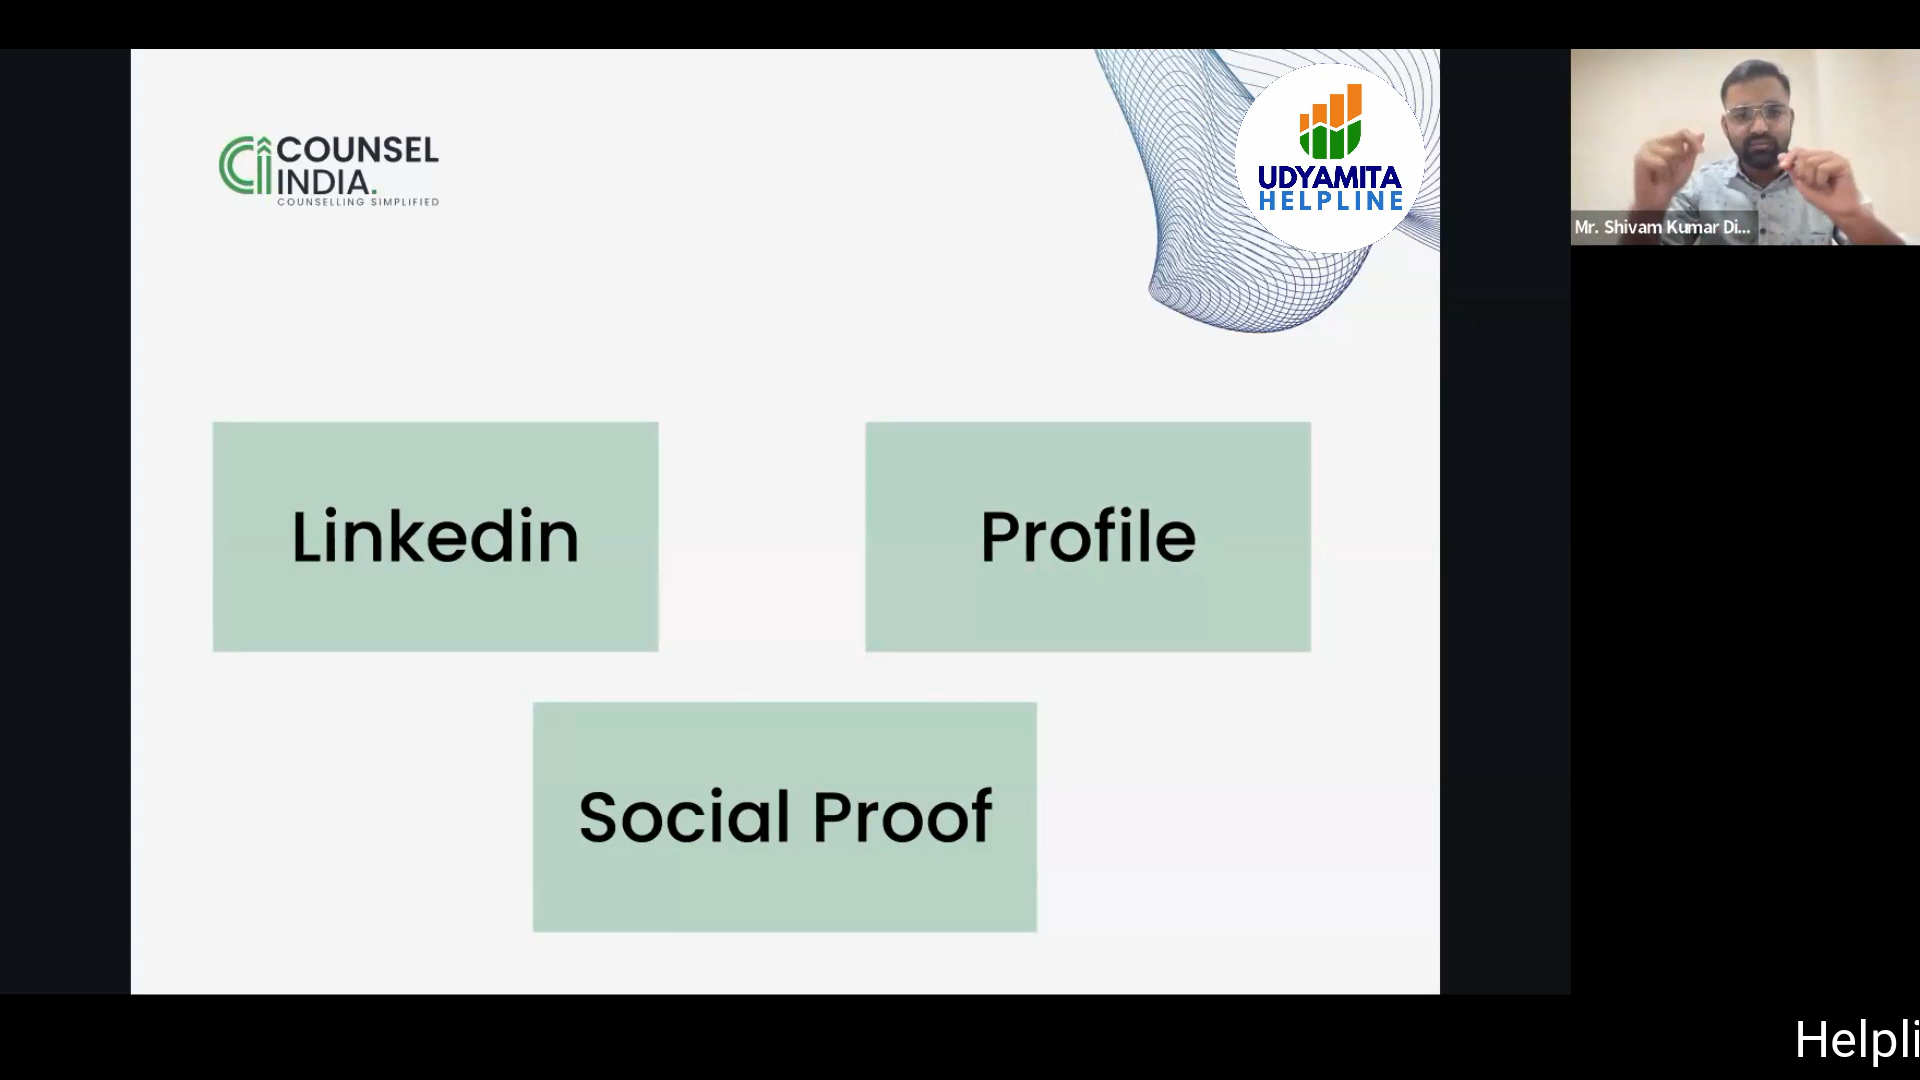 COUNSEL
INDIA.
COUNSELLING SIMPLIFIED
UDYAMITA
HELPLINE
Mr. Shivam Kumar Di...
Linkedin
Profile
Social Proof
Helpli